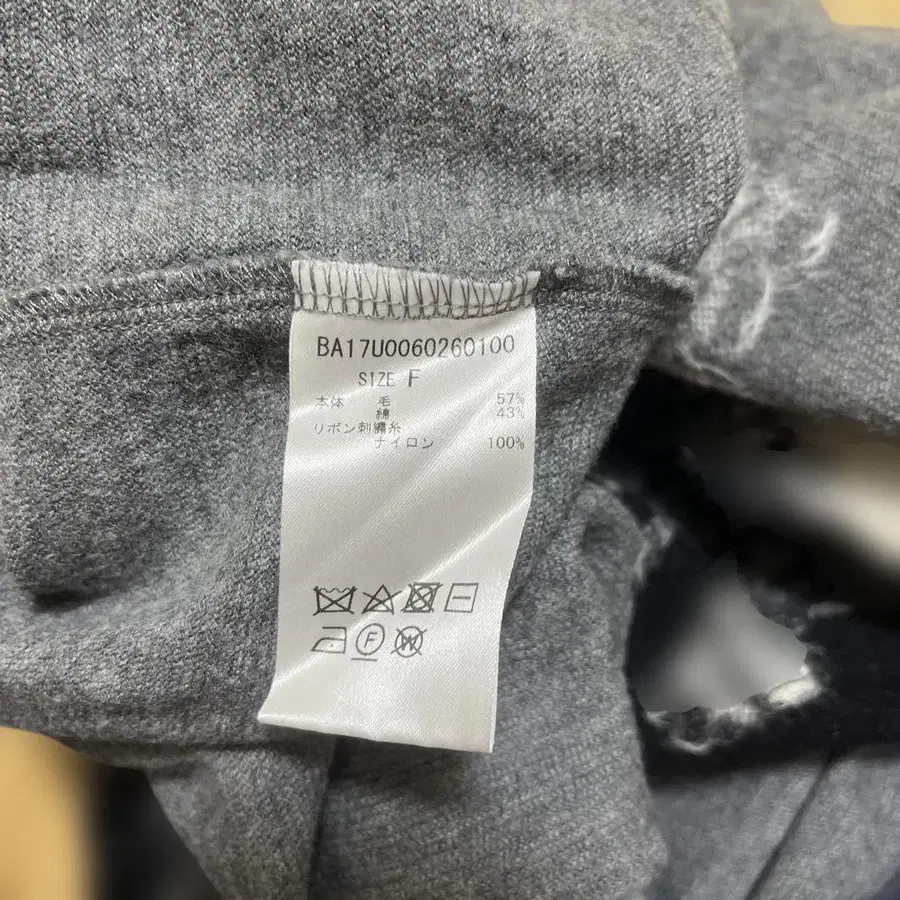 BA17U0060260100
SIZE F
本体 毛 57%
綿 43%
リボン刺繍糸
ナイロン 100%
F
W